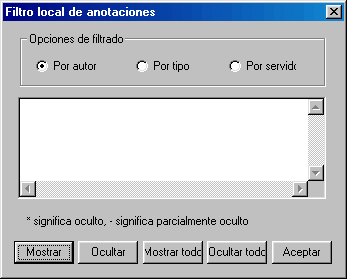 Filtro local de anotaciones
Opciones de filtrado
Por autor Por tipo Por servido
* significa oculto, - significa parcialmente oculto
Mostrar Ocultar Mostrar todo Ocultar todo Aceptar